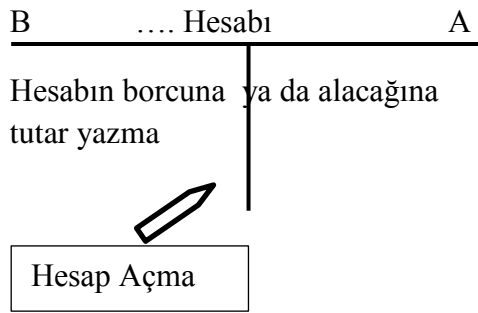 B …. Hesabı A
Hesabın borcuna ya da alacağına
tutar yazma
Hesap Açma